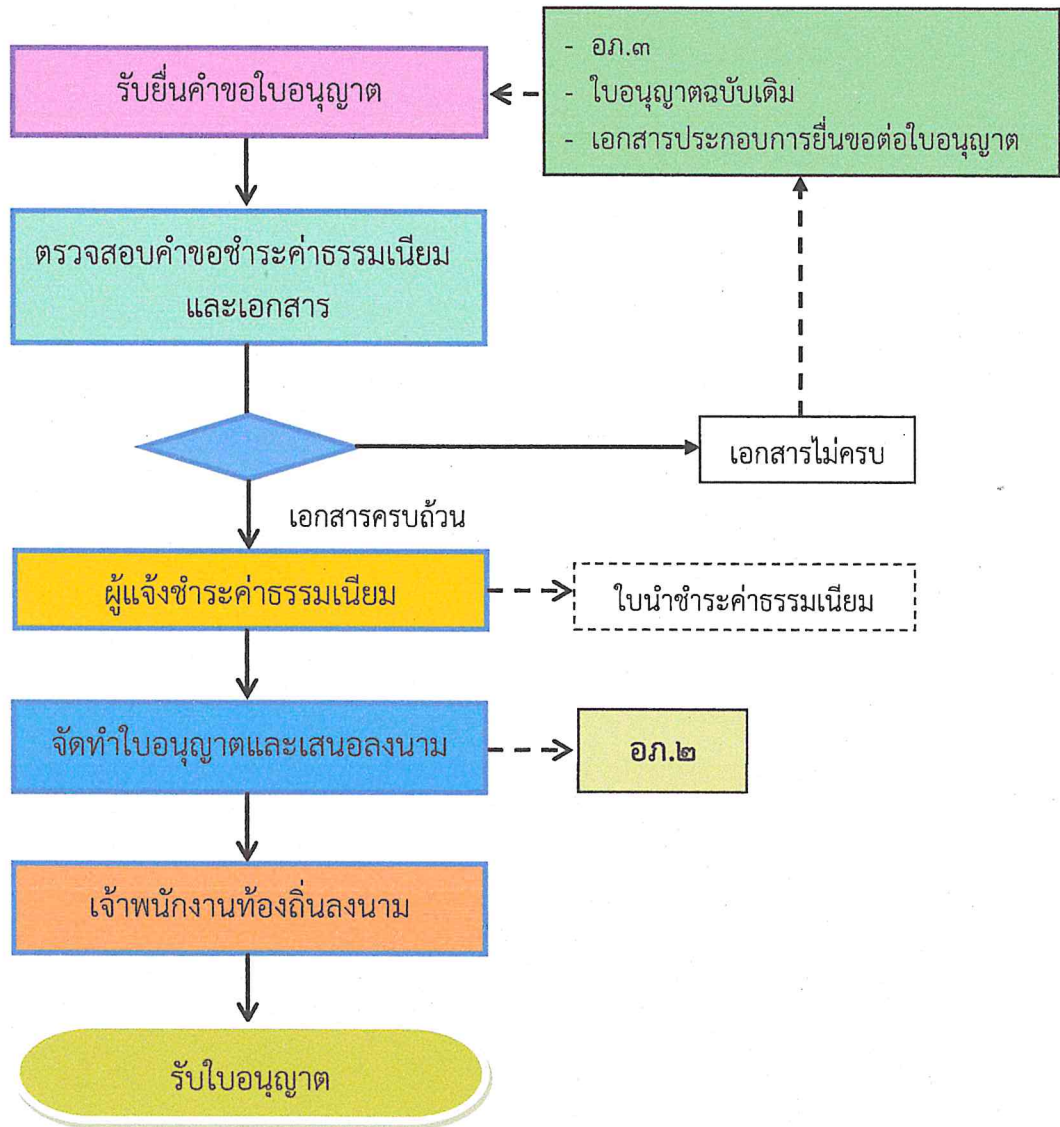 รับยื่นคำขอใบอนุญาต
- อภ.๓
- ใบอนุญาตฉบับเดิม
- เอกสารประกอบการยื่นขอต่อใบอนุญาต
ตรวจสอบคำขอชำระค่าธรรมเนียม
และเอกสาร
เอกสารไม่ครบ
เอกสารครบถ้วน
ผู้แจ้งชำระค่าธรรมเนียม
ใบนำชำระค่าธรรมเนียม
จัดทำใบอนุญาตและเสนอลงนาม
อภ.๒
เจ้าพนักงานท้องถิ่นลงนาม
รับใบอนุญาต